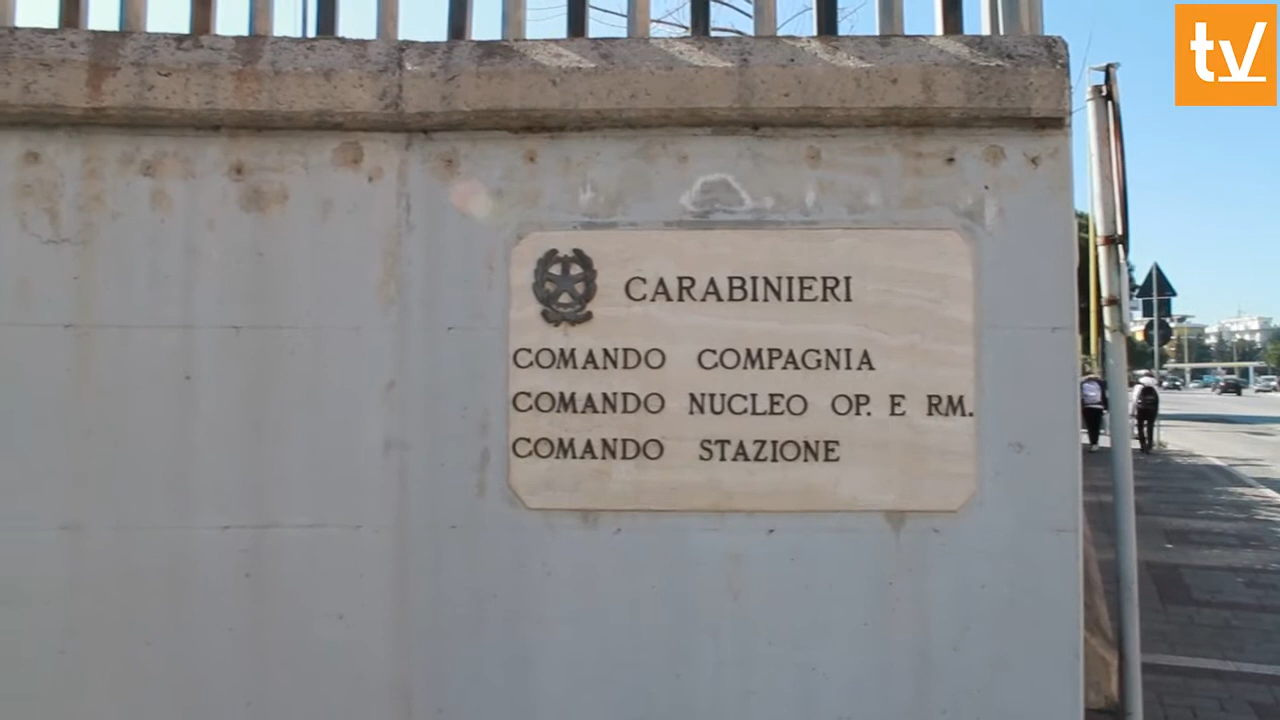 tv
CARABINIERI
COMANDO COMPAGNIA
COMANDO NUCLEO OP. E RM.
COMANDO STAZIONE